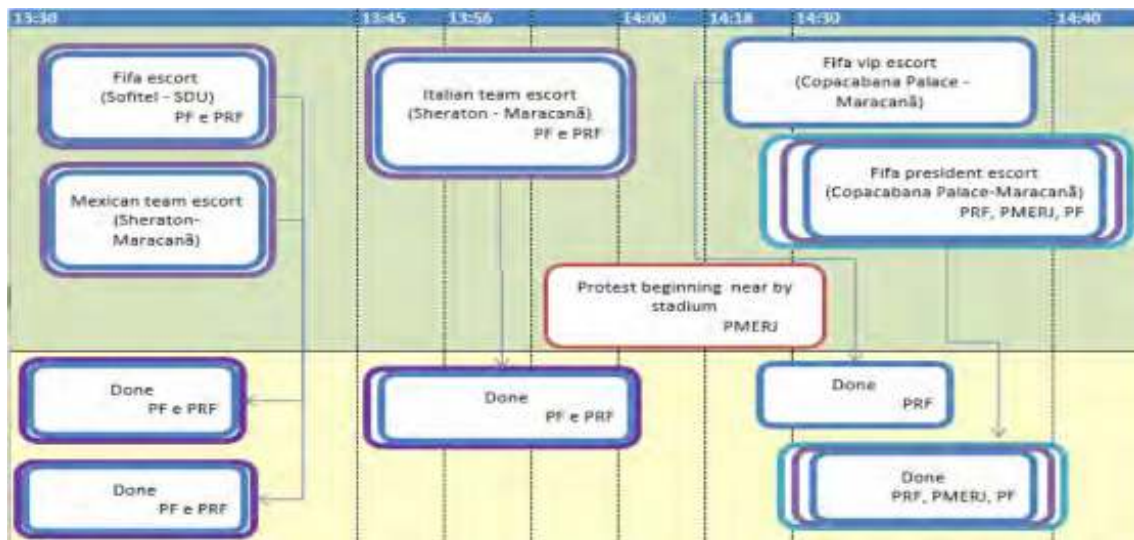 13:30 13:45 13:56 14:00 14:18 14:30 14:40
Fifa escort
(Sofitel - SDU)
PF e PRF
Mexican team escort
(Sheraton-
Maracanã)
Italian team escort
(Sheraton - Maracanã)
PF e PRF
Fifa vip escort
(Copacabana Palace -
Maracanã)
Fifa president escort
(Copacabana Palace-Maracanã)
PRF, PMERJ, PF
Protest beginning near by
stadium
PMERJ
Done
PF e PRF
Done
PF e PRF
Done
PF e PRF
Done
PRF
Done
PRF, PMERJ, PF